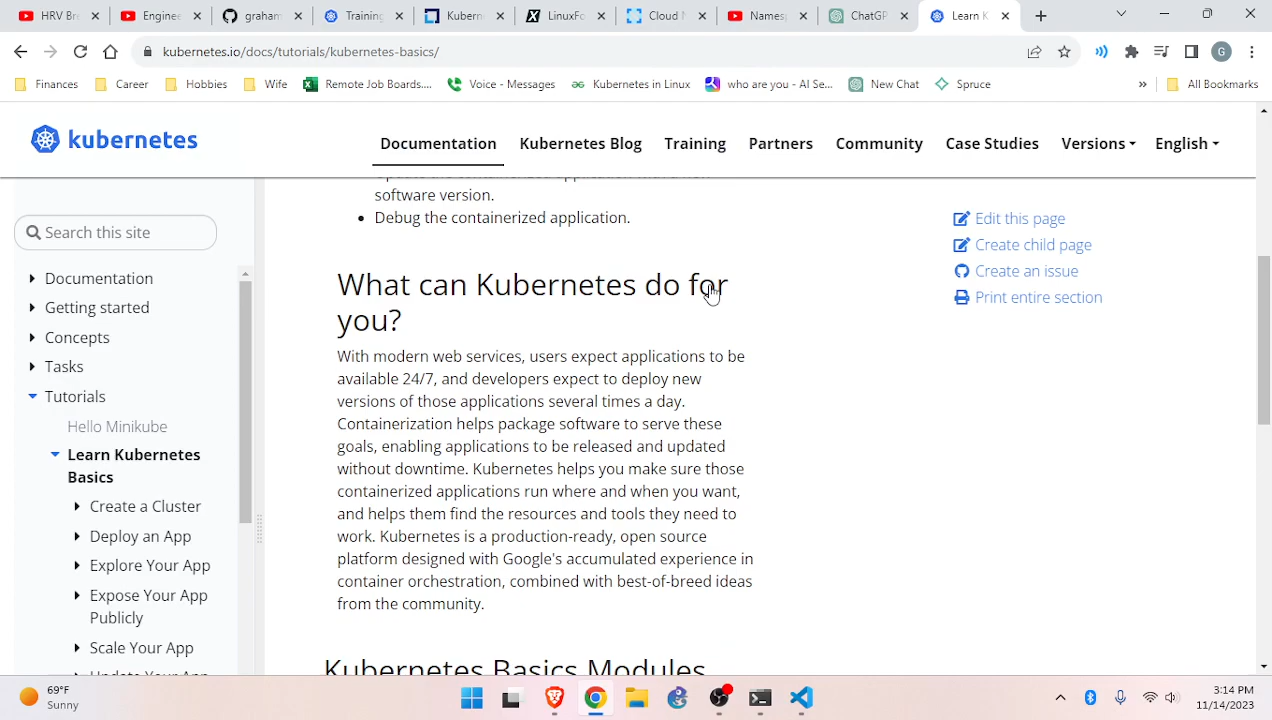 HRV Bre
Engine
graham
Training
Kubern
LinuxFo
Cloud N
Namesp
ChatGP
Learn K
kubernetes.io/docs/tutorials/kubernetes-basics/
G
Finances
Career
Hobbies
Wife
Remote Job Boards....
Voice - Messages
Kubernetes in Linux
who are you - AI Se...
New Chat
Spruce
»
All Bookmarks
kubernetes
Documentation
Kubernetes Blog
Training
Partners
Community
Case Studies
Versions
English
Search this site
Documentation
Getting started
Concepts
Tasks
Tutorials
Hello Minikube
Learn Kubernetes
Basics
Create a Cluster
Deploy an App
Explore Your App
Expose Your App
Publicly
Scale Your App
software version.
• Debug the containerized application.
What can Kubernetes do for
you?
With modern web services, users expect applications to be
available 24/7, and developers expect to deploy new
versions of those applications several times a day.
Containerization helps package software to serve these
goals, enabling applications to be released and updated
without downtime. Kubernetes helps you make sure those
containerized applications run where and when you want,
and helps them find the resources and tools they need to
work. Kubernetes is a production-ready, open source
platform designed with Google's accumulated experience in
container orchestration, combined with best-of-breed ideas
from the community.
Kubernetes Basics Modules
Edit this page
Create child page
Create an issue
Print entire section
69°F
Sunny
3:14 PM
11/14/2023